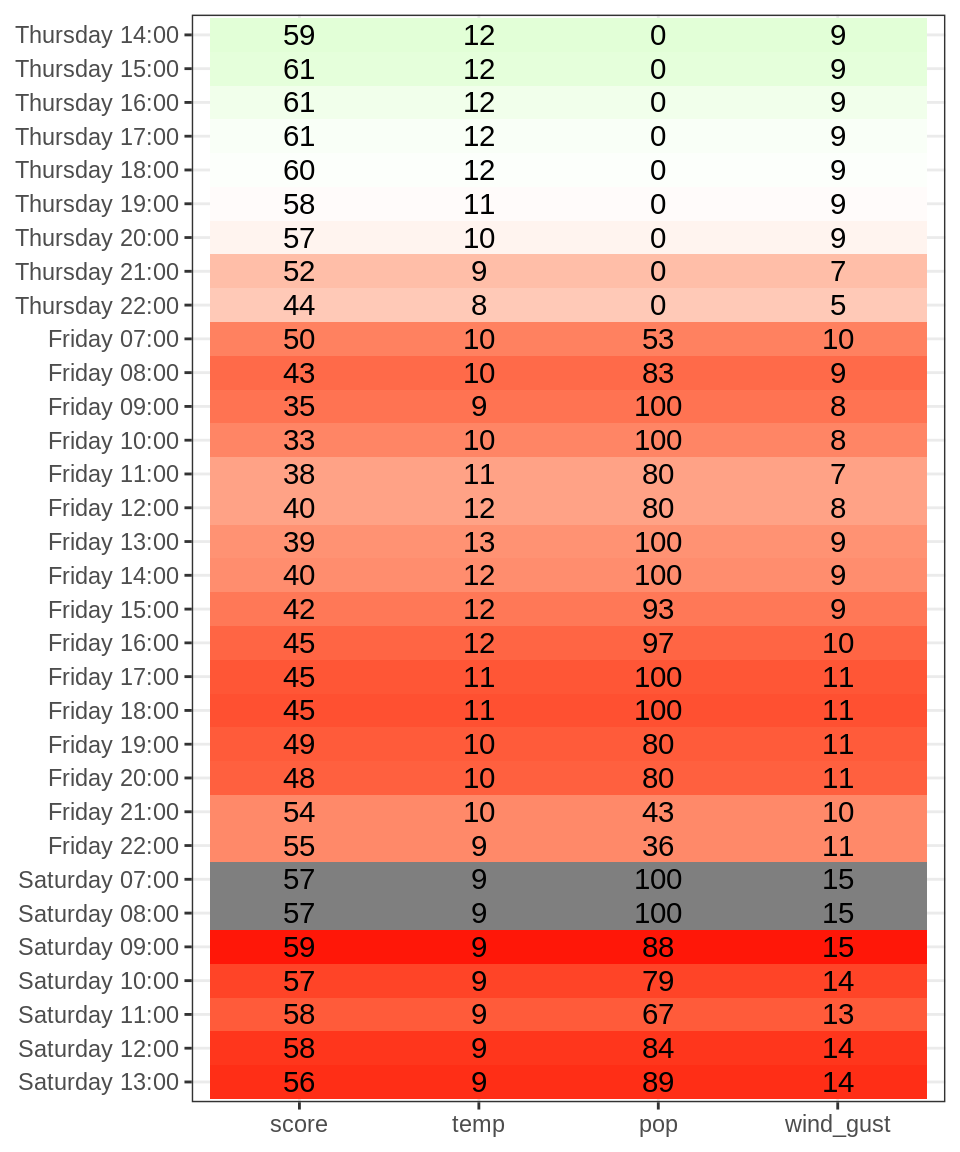 Thursday 14:00 59 12 0 9
Thursday 15:00 61 12 0 9
Thursday 16:00 61 12 0 9
Thursday 17:00 61 12 0 9
Thursday 18:00 60 12 0 9
Thursday 19:00 58 11 0 9
Thursday 20:00 57 10 0 9
Thursday 21:00 52 9 0 7
Thursday 22:00 44 8 0 5
Friday 07:00 50 10 53 10
Friday 08:00 43 10 83 9
Friday 09:00 35 9 100 8
Friday 10:00 33 10 100 8
Friday 11:00 38 11 80 7
Friday 12:00 40 12 80 8
Friday 13:00 39 13 100 9
Friday 14:00 40 12 100 9
Friday 15:00 42 12 93 9
Friday 16:00 45 12 97 10
Friday 17:00 45 11 100 11
Friday 18:00 45 11 100 11
Friday 19:00 49 10 80 11
Friday 20:00 48 10 80 11
Friday 21:00 54 10 43 10
Friday 22:00 55 9 36 11
Saturday 07:00 57 9 100 15
Saturday 08:00 57 9 100 15
Saturday 09:00 59 9 88 15
Saturday 10:00 57 9 79 14
Saturday 11:00 58 9 67 13
Saturday 12:00 58 9 84 14
Saturday 13:00 56 9 89 14
score temp pop wind_gust